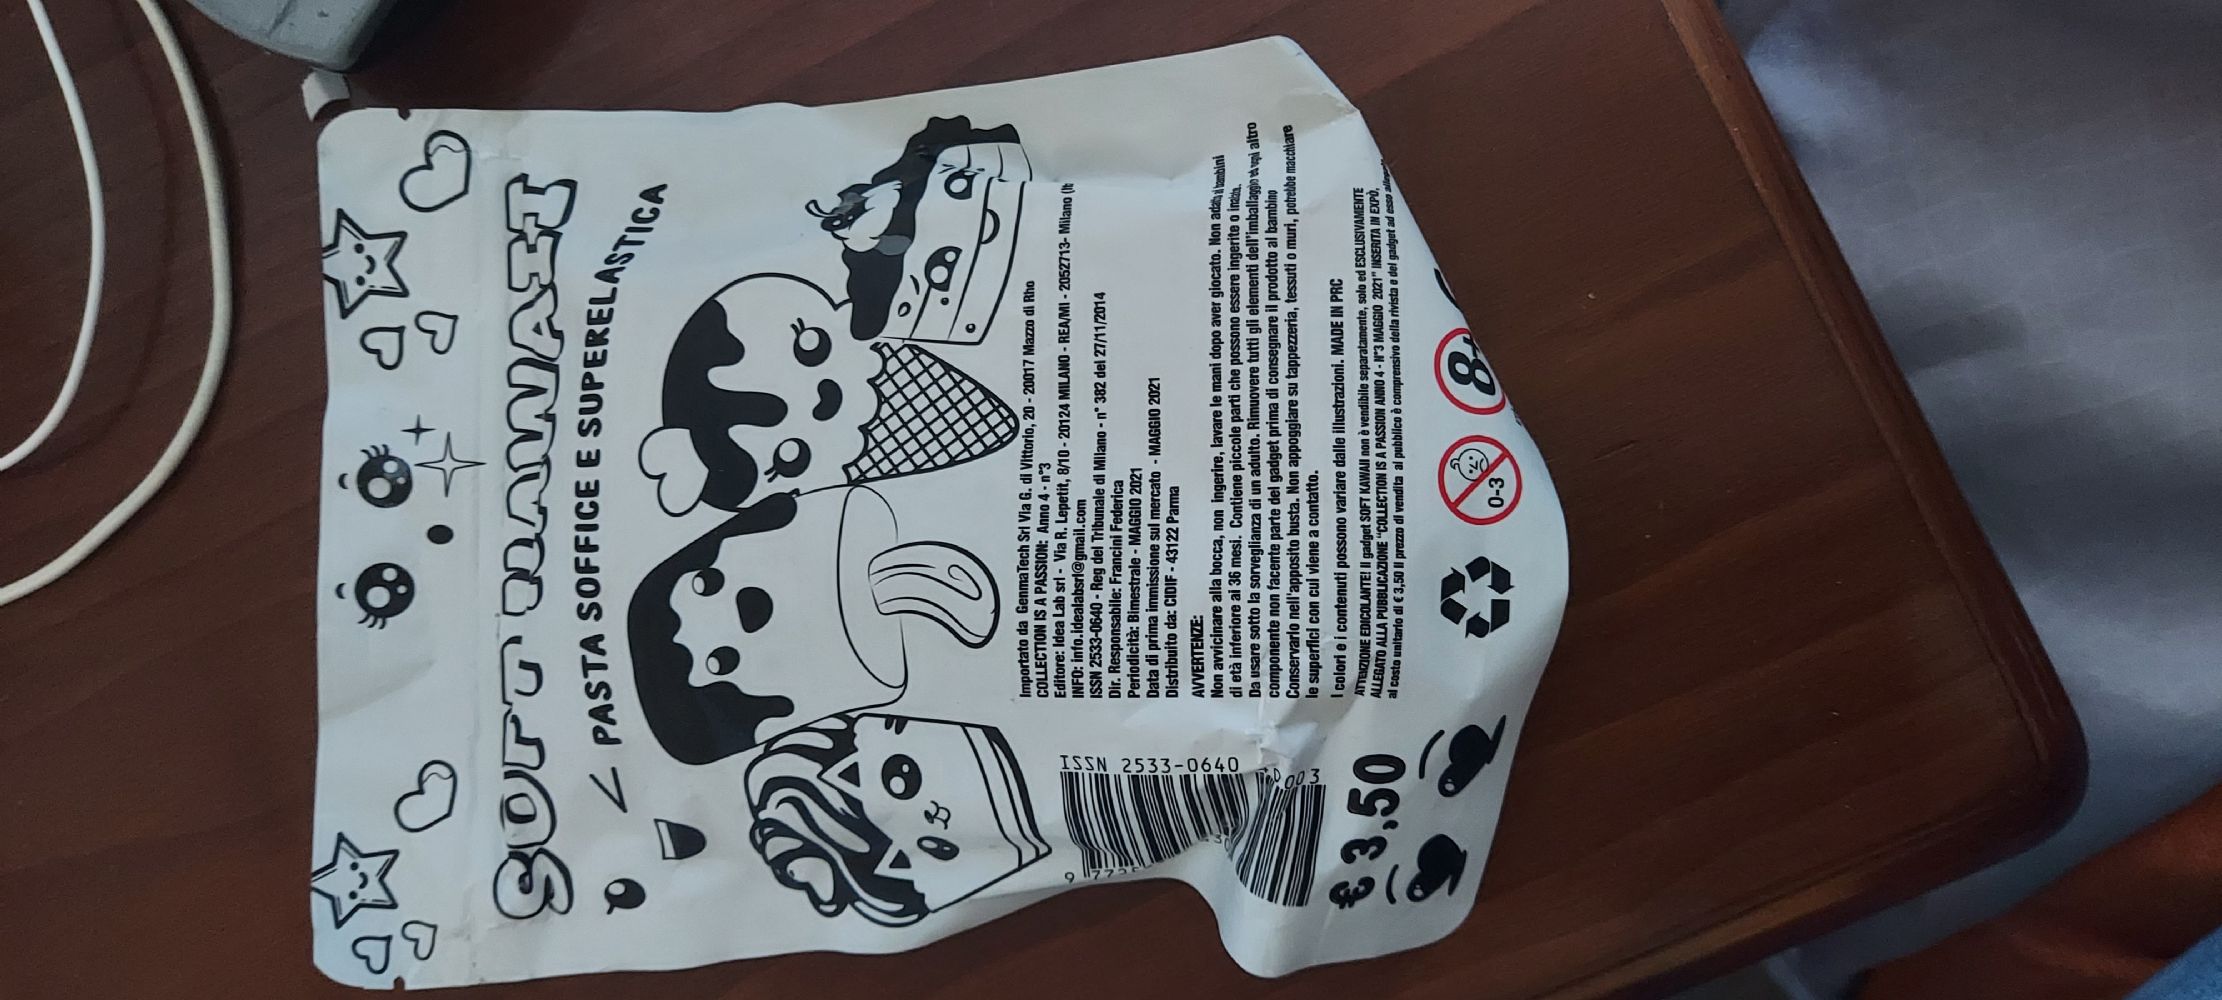 SOFT KAWAII
PASTA SOFFICE E SUPERELASTICA
Importato da GemmaTech Srl Via G. di Vittorio, 20 - 20017 Mazzo di Rho
COLLECTION IS A PASSION: Anno 4 - n°3
Editore: Idea Lab srl - Via R. Lepetit, 8/10 - 20124 MILANO - REA/MI - 2052713- Milano
INFO: info.idealabsrl@gmail.com
ISSN 2533-0640 - Reg del Tribunale di Milano - n° 382 del 27/11/2014
Dir. Responsabile: Francini Federica
Periodicità: Bimestrale - MAGGIO 2021
Data di prima immissione sul mercato - MAGGIO 2021
Distribuito da: CIDIF - 43122 Parma
AVVERTENZE:
Non avvicinare alla bocca, non ingerire, lavare le mani dopo aver giocato. Non bambini
di età inferiore ai 36 mesi. Contiene piccole parti che possono essere ingerite o
Da usare sotto la sorveglianza di un adulto. Rimuovere tutti gli elementi dell'imballaggio altro
componente non facente parte del gadget prima di consegnare il prodotto al bambino
Conservarlo nell'apposito busta. Non appoggiare su tappezzeria, tessuti o muri, potrebbe macchiare
le superfici con cui viene a contatto.
I colori e i contenuti possono variare dalle illustrazioni. MADE IN PRC
ATTENZIONE EDICOLANTE! Il gadget SOFT KAWAII non è vendibile separatamente, solo ed ESCLUSIVAMENTE
ALLEGATO ALLA PUBBLICAZIONE "COLLECTION IS A PASSION ANNO 4 - N°3 MAGGIO 2021" INSERITA IN EXPÒ,
al costo unitario di € 3,50 Il prezzo di vendita al pubblico è comprensivo della rivista e del gadget ad esso
ISSN 2533-0640
003
€ 3,50
0-3
8+